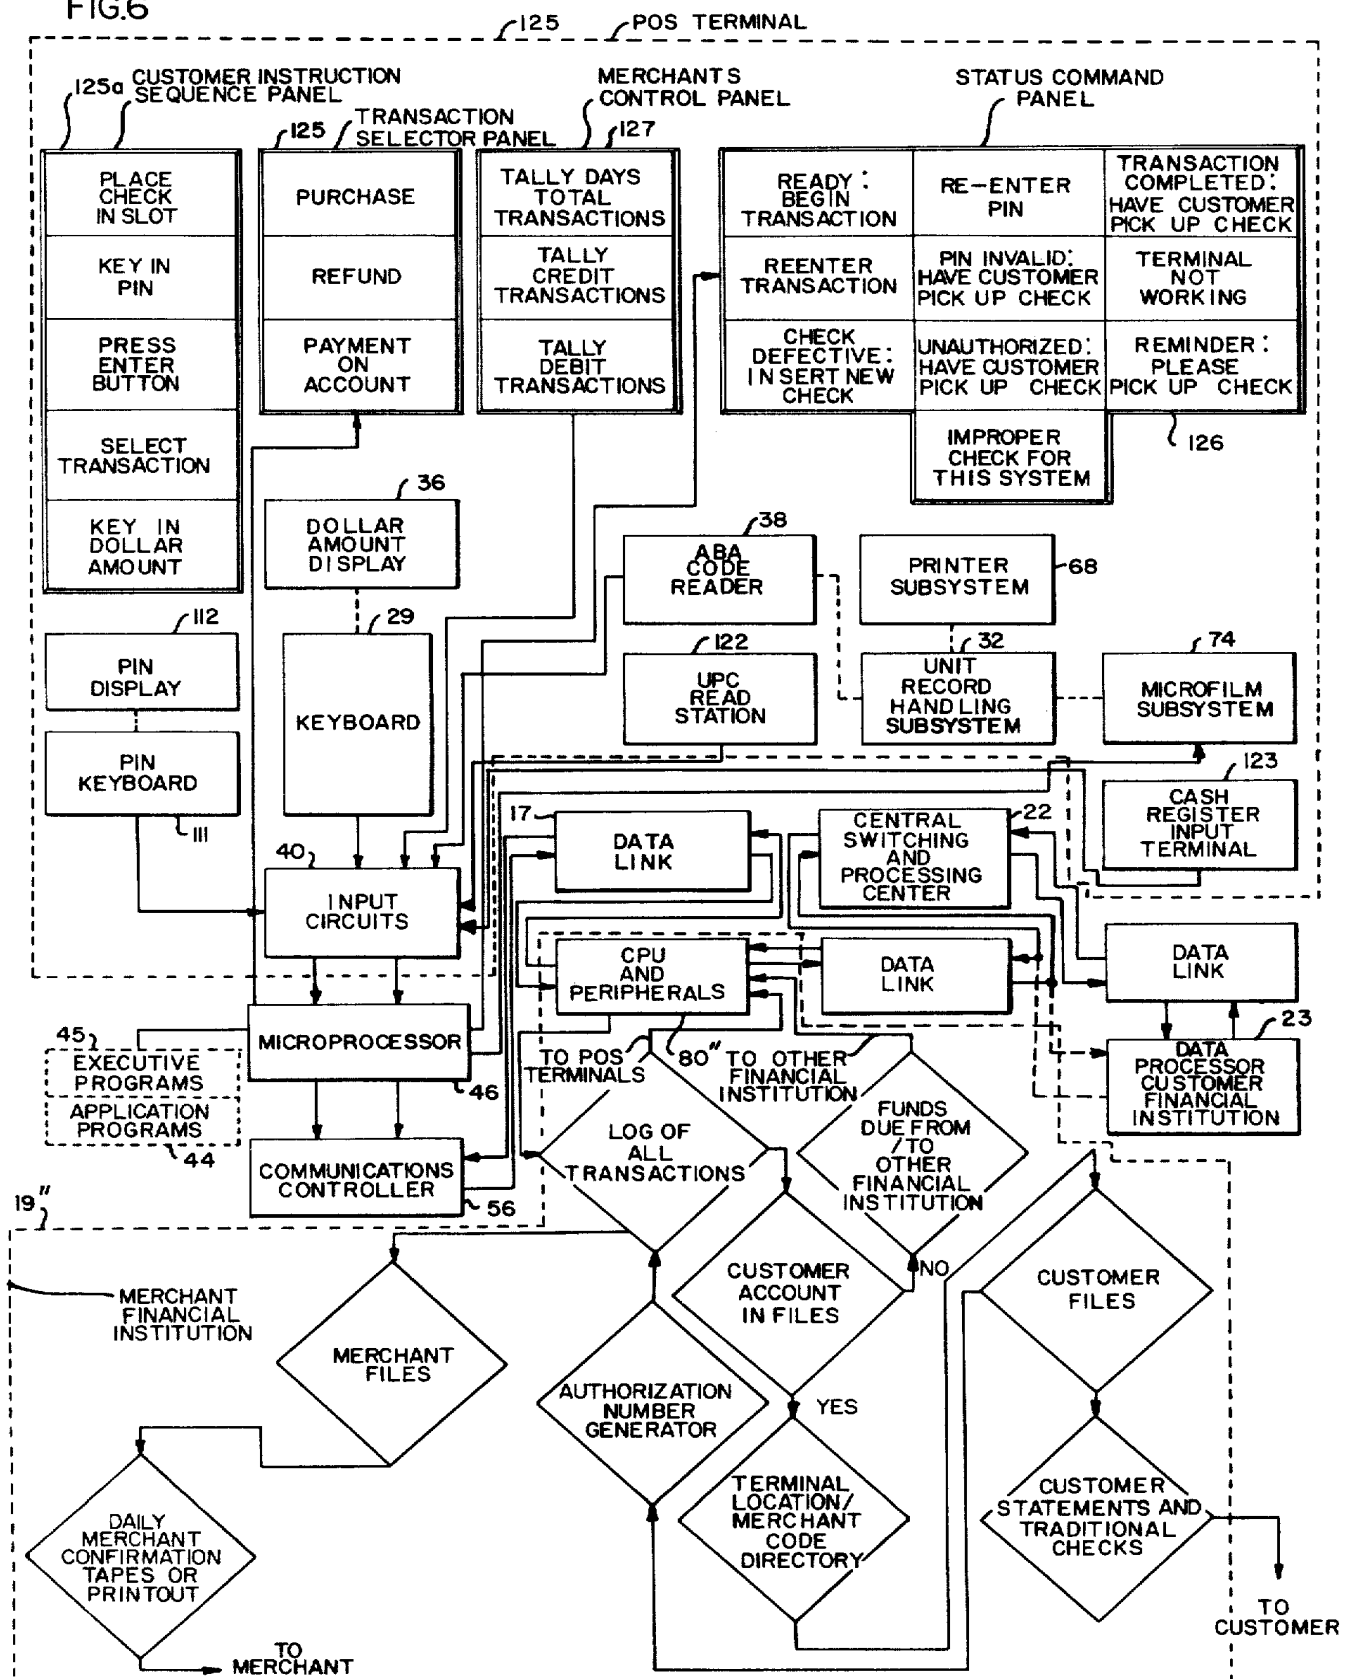 FIG.6
125
POS TERMINAL
125a
CUSTOMER INSTRUCTION
SEQUENCE PANEL
125
TRANSACTION
SELECTOR PANEL
MERCHANTS
CONTROL PANEL
127
STATUS COMMAND
PANEL
PLACE
CHECK
IN SLOT
KEY IN
PIN
PRESS
ENTER
BUTTON
SELECT
TRANSACTION
KEY IN
DOLLAR
AMOUNT
PURCHASE
REFUND
PAYMENT
ON
ACCOUNT
TALLY DAYS
TOTAL
TRANSACTIONS
TALLY
CREDIT
TRANSACTIONS
TALLY
DEBIT
TRANSACTIONS
READY:
BEGIN
TRANSACTION
RE-ENTER
PIN
TRANSACTION
COMPLETED:
HAVE CUSTOMER
PICK UP CHECK
REENTER
TRANSACTION
PIN INVALID:
HAVE CUSTOMER
PICK UP CHECK
TERMINAL
NOT
WORKING
CHECK
DEFECTIVE:
INSERT NEW
CHECK
UNAUTHORIZED:
HAVE CUSTOMER
PICK UP CHECK
REMINDER:
PLEASE
PICK UP CHECK
IMPROPER
CHECK FOR
THIS SYSTEM
126
36
DOLLAR
AMOUNT
DISPLAY
38
ABA
CODE
READER
PRINTER
SUBSYSTEM
68
112
PIN
DISPLAY
29
KEYBOARD
122
UPC
READ
STATION
32
UNIT
RECORD
HANDLING
SUBSYSTEM
74
MICROFILM
SUBSYSTEM
PIN
KEYBOARD
111
123
CASH
REGISTER
INPUT
TERMINAL
17
DATA
LINK
22
CENTRAL
SWITCHING
AND
PROCESSING
CENTER
40
INPUT
CIRCUITS
CPU
AND
PERIPHERALS
80"
DATA
LINK
DATA
LINK
23
DATA
PROCESSOR
CUSTOMER
FINANCIAL
INSTITUTION
45
EXECUTIVE
PROGRAMS
APPLICATION
PROGRAMS
44
MICROPROCESSOR
46
COMMUNICATIONS
CONTROLLER
56
TO POS
TERMINALS
TO OTHER
FINANCIAL
INSTITUTION
LOG OF
ALL
TRANSACTIONS
FUNDS
DUE FROM
/TO
OTHER
FINANCIAL
INSTITUTION
19"
MERCHANT
FINANCIAL
INSTITUTION
MERCHANT
FILES
CUSTOMER
ACCOUNT
IN FILES
NO
YES
CUSTOMER
FILES
AUTHORIZATION
NUMBER
GENERATOR
TERMINAL
LOCATION/
MERCHANT
CODE
DIRECTORY
CUSTOMER
STATEMENTS AND
TRADITIONAL
CHECKS
DAILY
MERCHANT
CONFIRMATION
TAPES OR
PRINTOUT
TO
MERCHANT
TO
CUSTOMER